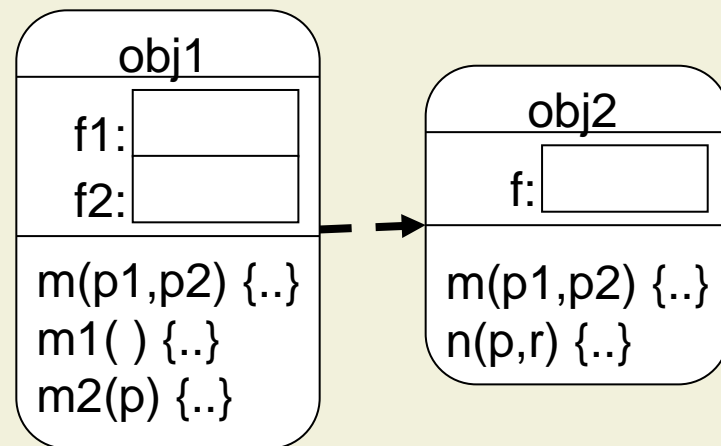 obj1
f1:
f2:
m(p1,p2) {..}
m1( ) {..}
m2(p) {..}
obj2
f:
m(p1,p2) {..}
n(p,r) {..}